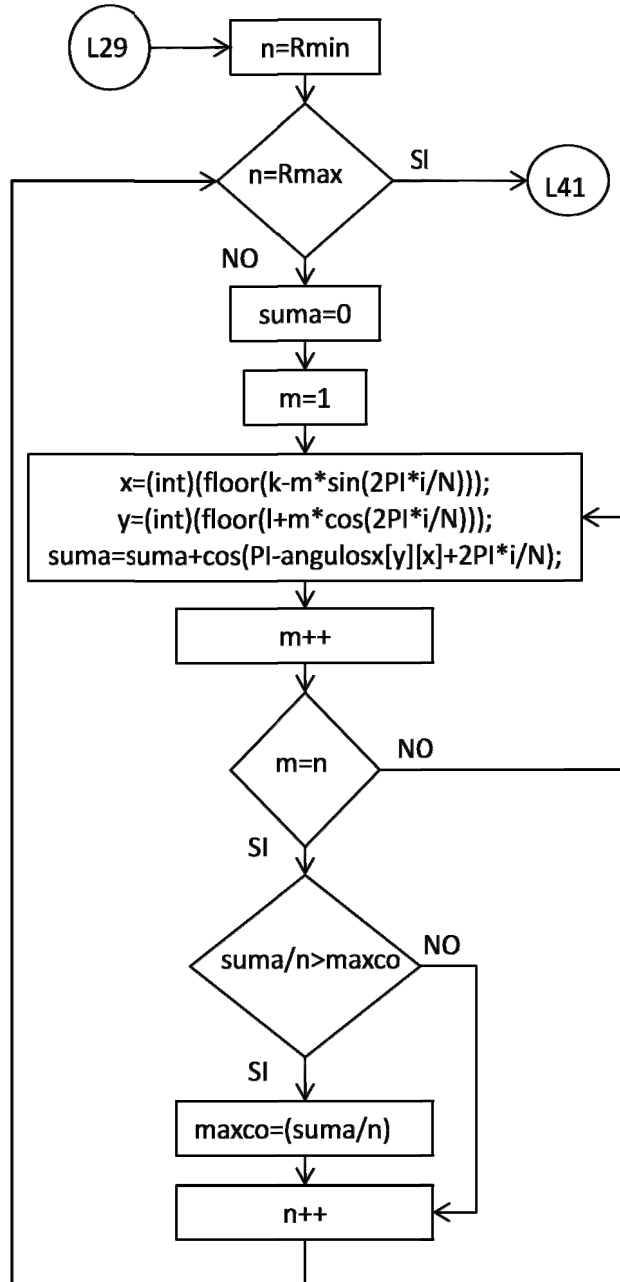 L29
n=Rmin
n=Rmax
SI
L41
NO
suma=0
m=1
x=(int)(floor(k-m*sin(2PI*i/N)));
y=(int)(floor(l+m*cos(2PI*i/N)));
suma=suma+cos(PI-angulosx[y][x]+2PI*i/N);
m++
m=n
NO
SI
suma/n>maxco
NO
SI
maxco=(suma/n)
n++